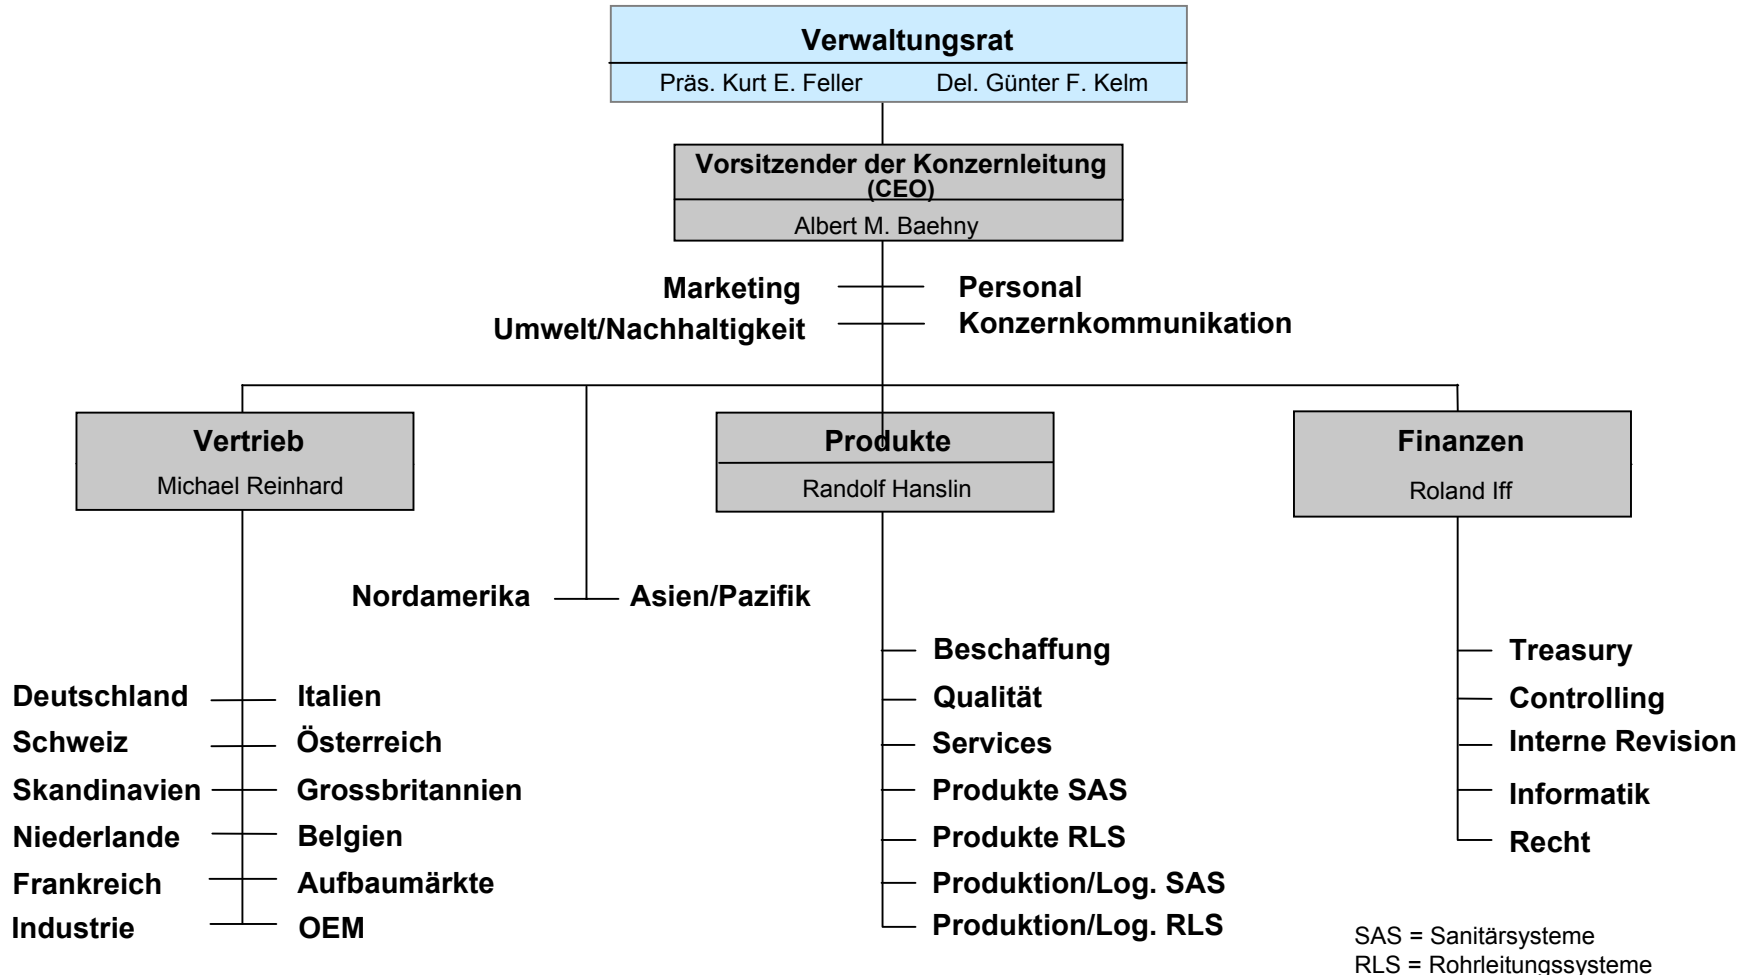 Verwaltungsrat
Präs. Kurt E. Feller Del. Günter F. Kelm
Vorsitzender der Konzernleitung
(CEO)
Albert M. Baehny
Marketing Personal
Umwelt/Nachhaltigkeit Konzernkommunikation
Vertrieb
Michael Reinhard
Produkte
Randolf Hanslin
Finanzen
Roland Iff
Nordamerika Asien/Pazifik
Deutschland Italien
Schweiz Österreich
Skandinavien Grossbritannien
Niederlande Belgien
Frankreich Aufbaumärkte
Industrie OEM
Beschaffung
Qualität
Services
Produkte SAS
Produkte RLS
Produktion/Log. SAS
Produktion/Log. RLS
Treasury
Controlling
Interne Revision
Informatik
Recht
SAS = Sanitärsysteme
RLS = Rohrleitungssysteme